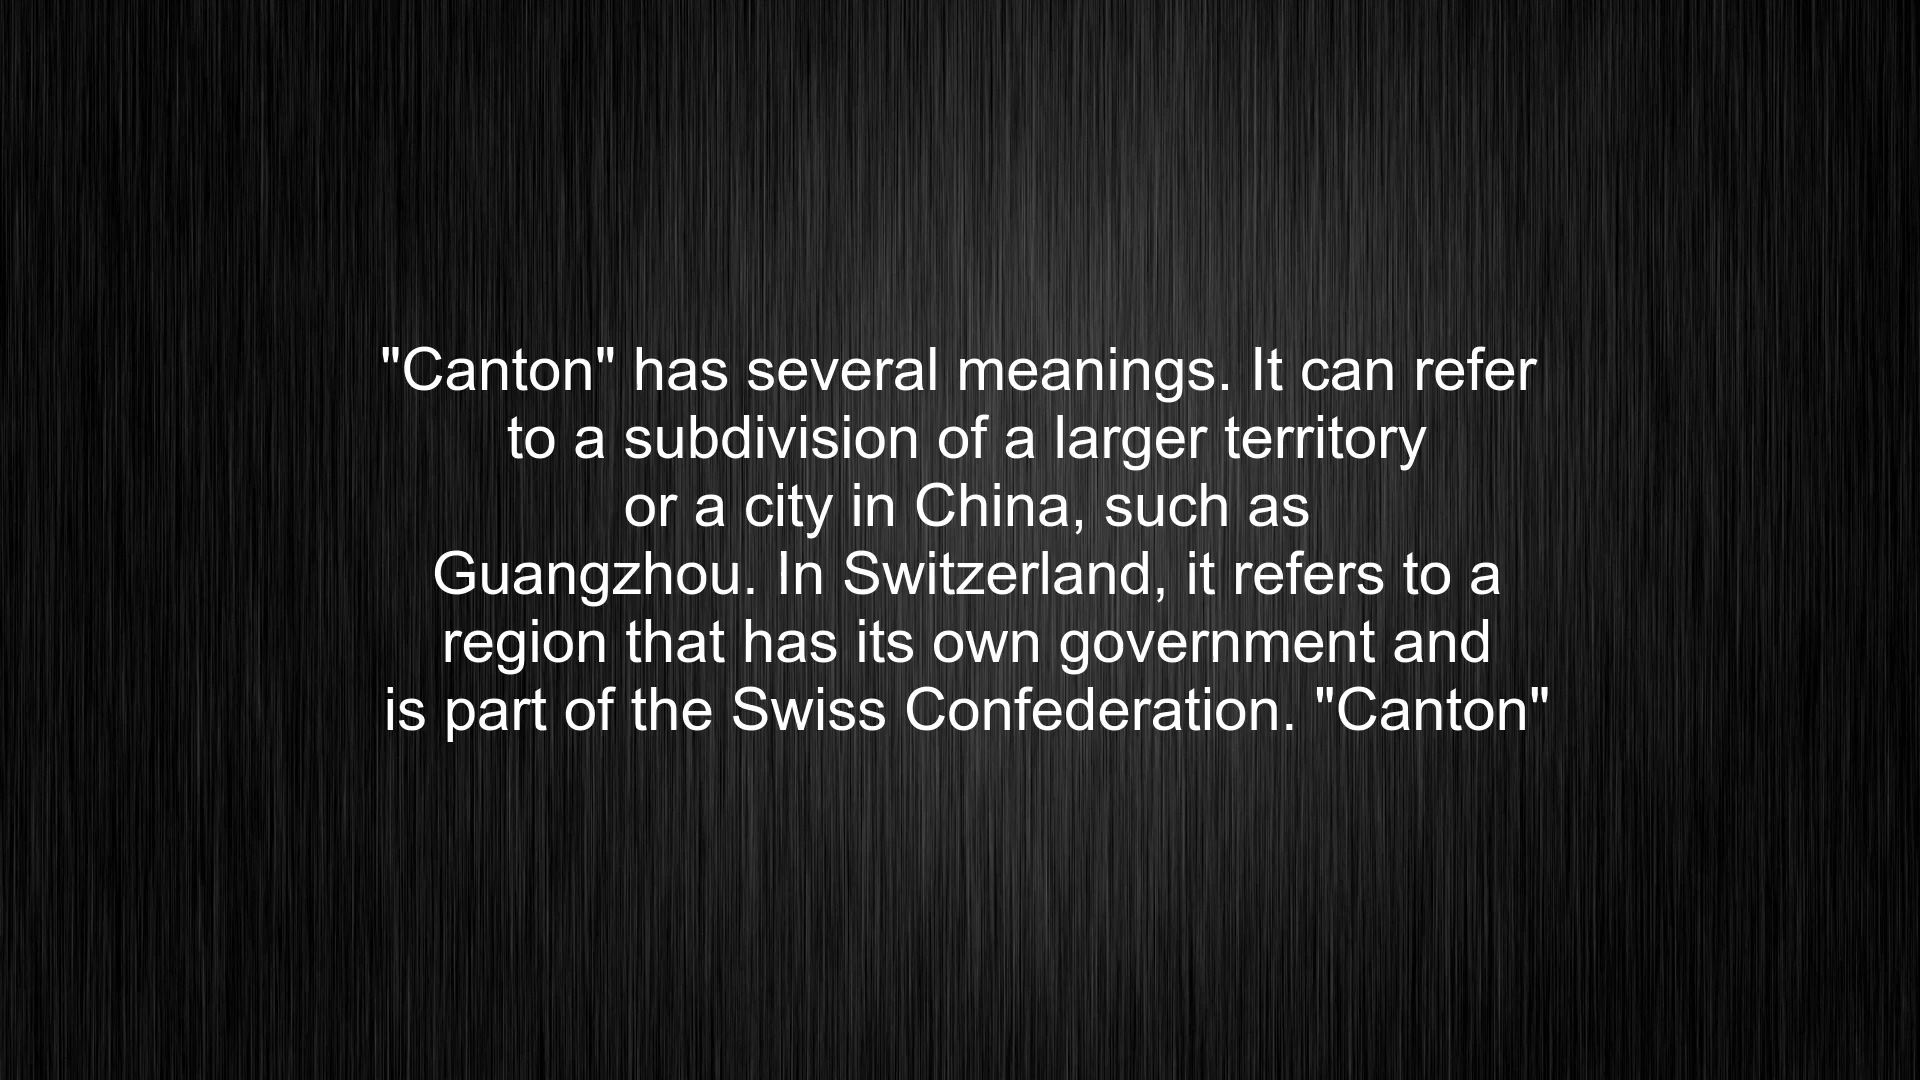 "Canton" has several meanings. It can refer
to a subdivision of a larger territory
or a city in China, such as
Guangzhou. In Switzerland, it refers to a
region that has its own government and
is part of the Swiss Confederation. "Canton"